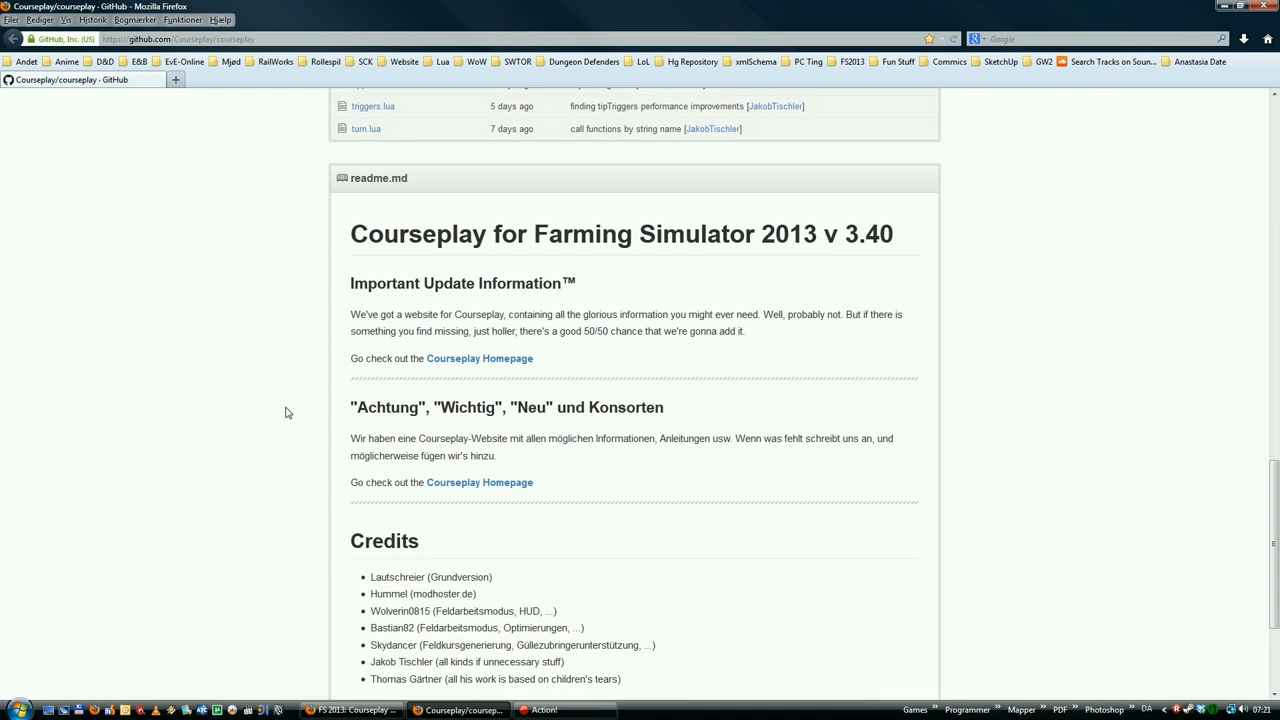 Courseplay/courseplay · GitHub - Mozilla Firefox
Filer Rediger Vis Historik Bogmærker Funktioner Hjælp
GitHub, Inc. (US) https://github.com/Courseplay/courseplay Google
Andet Anime D&D E&B EvE-Online Mjød RailWorks Rollespil SCK Website Lua WoW SWTOR Dungeon Defenders LoL Hg Repository xmlSchema PC Ting FS2013 Fun Stuff Commics SketchUp GW2 Search Tracks on Soun... Anastasia Date
Courseplay/courseplay · GitHub
triggers.lua 5 days ago finding tipTriggers performance improvements [JakobTischler]
turn.lua 7 days ago call functions by string name [JakobTischler]
readme.md
Courseplay for Farming Simulator 2013 v 3.40
Important Update Information™
We've got a website for Courseplay, containing all the glorious information you might ever need. Well, probably not. But if there is
something you find missing, just holler, there's a good 50/50 chance that we're gonna add it.
Go check out the Courseplay Homepage
"Achtung", "Wichtig", "Neu" und Konsorten
Wir haben eine Courseplay-Website mit allen möglichen Informationen, Anleitungen usw. Wenn was fehlt schreibt uns an, und
möglicherweise fügen wir's hinzu.
Go check out the Courseplay Homepage
Credits
Lautschreier (Grundversion)
Hummel (modhoster.de)
Wolverin0815 (Feldarbeitsmodus, HUD, ...)
Bastian82 (Feldarbeitsmodus, Optimierungen, ...)
Skydancer (Feldkursgenerierung, Güllezubringerunterstützung, ...)
Jakob Tischler (all kinds if unnecessary stuff)
Thomas Gärtner (all his work is based on children's tears)
FS 2013: Courseplay ... Courseplay/coursep... Action! Games Programmer Mapper PDF Photoshop DA 07:21